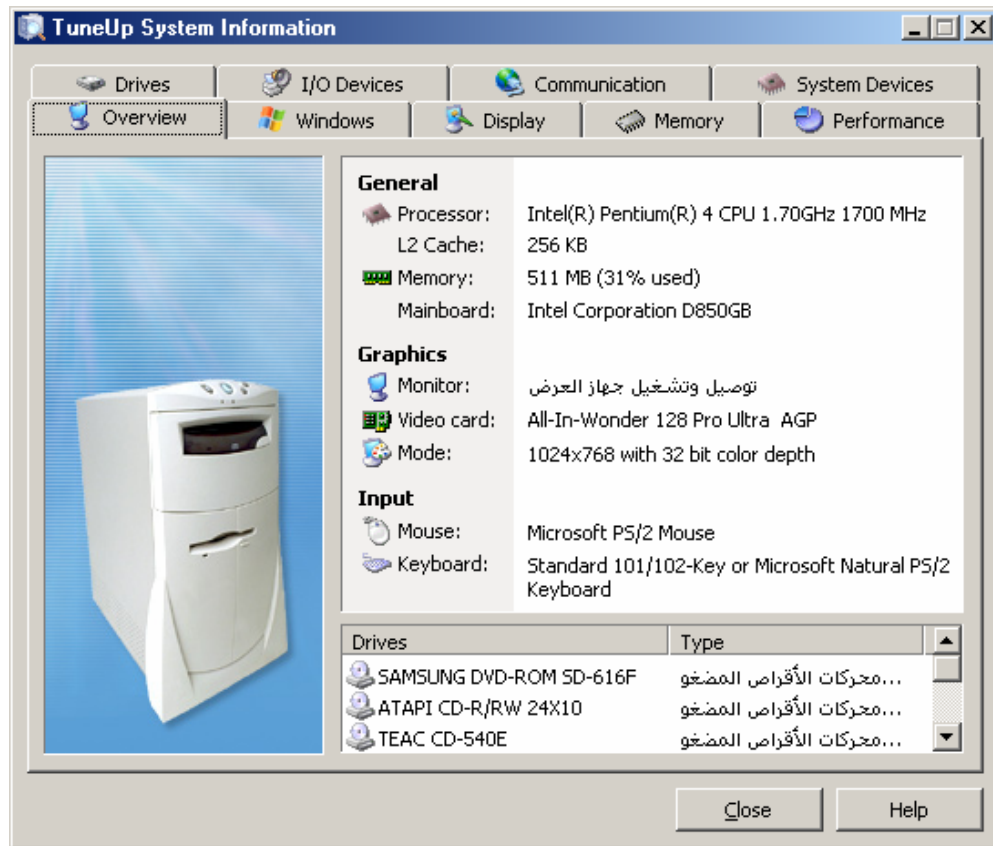 TuneUp System Information
Drives I/O Devices Communication System Devices
Overview Windows Display Memory Performance
General
Processor: Intel(R) Pentium(R) 4 CPU 1.70GHz 1700 MHz
L2 Cache: 256 KB
Memory: 511 MB (31% used)
Mainboard: Intel Corporation D850GB
Graphics
Monitor: توصيل وتشغيل جهاز العرض
Video card: All-In-Wonder 128 Pro Ultra AGP
Mode: 1024x768 with 32 bit color depth
Input
Mouse: Microsoft PS/2 Mouse
Keyboard: Standard 101/102-Key or Microsoft Natural PS/2
Keyboard
Drives Type
SAMSUNG DVD-ROM SD-616F محركات الأقراص المضغو...
ATAPI CD-R/RW 24X10 محركات الأقراص المضغو...
TEAC CD-540E محركات الأقراص المضغو...
Close Help